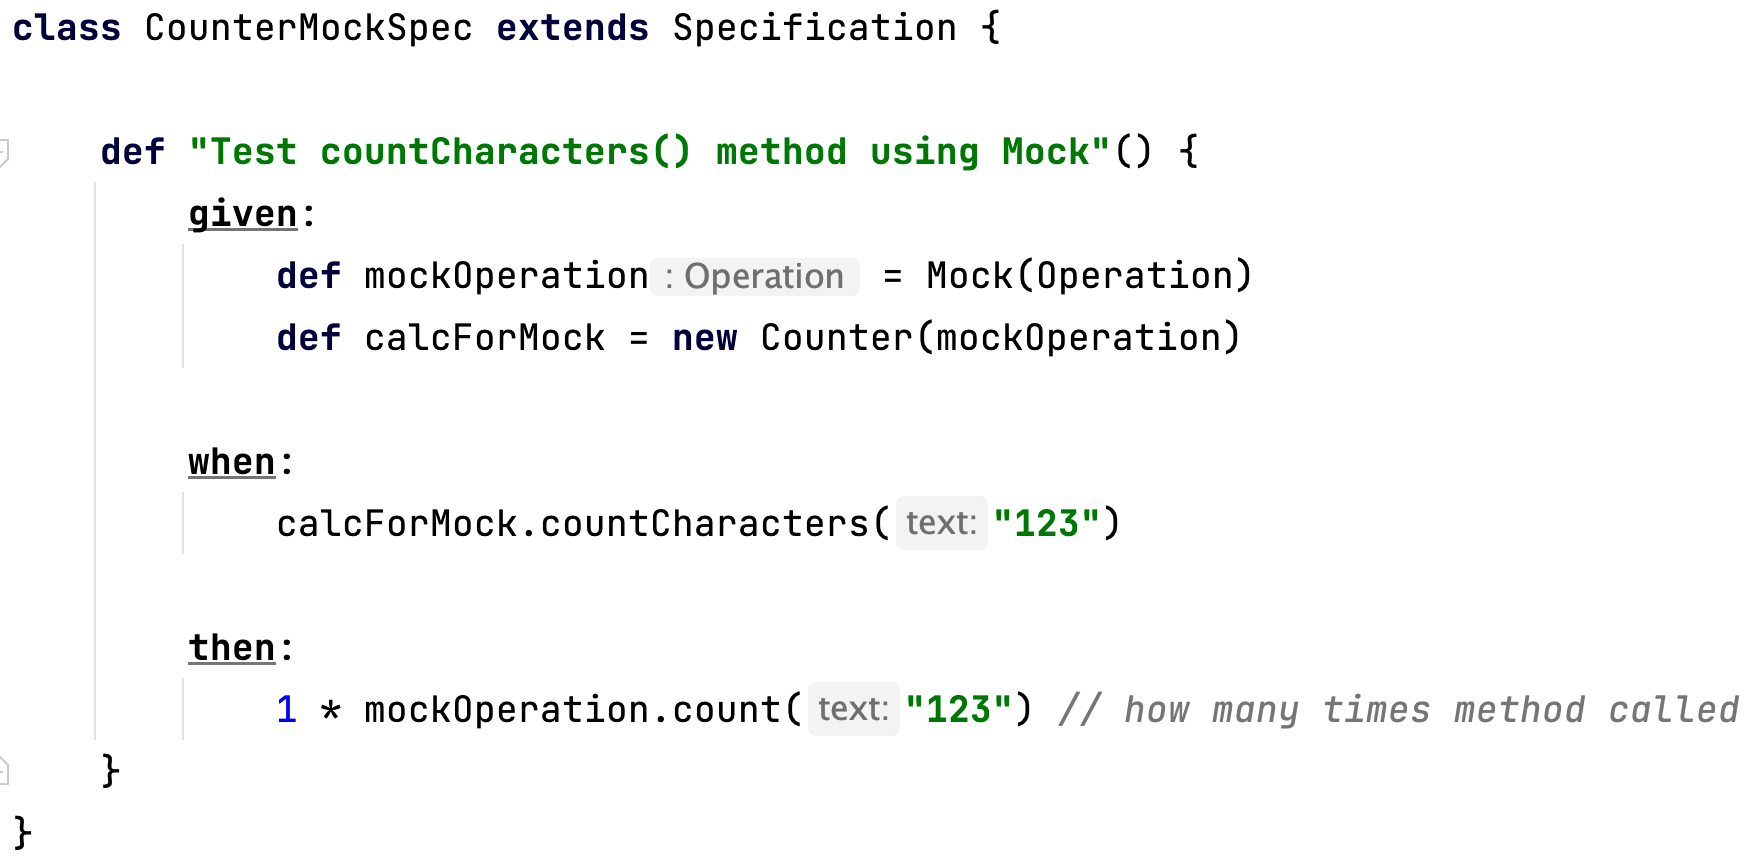 class CounterMockSpec extends Specification {
def "Test countCharacters() method using Mock"() {
given:
def mockOperation : Operation = Mock(Operation)
def calcForMock = new Counter(mockOperation)
when:
calcForMock.countCharacters( text: "123")
then:
1 * mockOperation.count( text: "123") // how many times method called
}
}